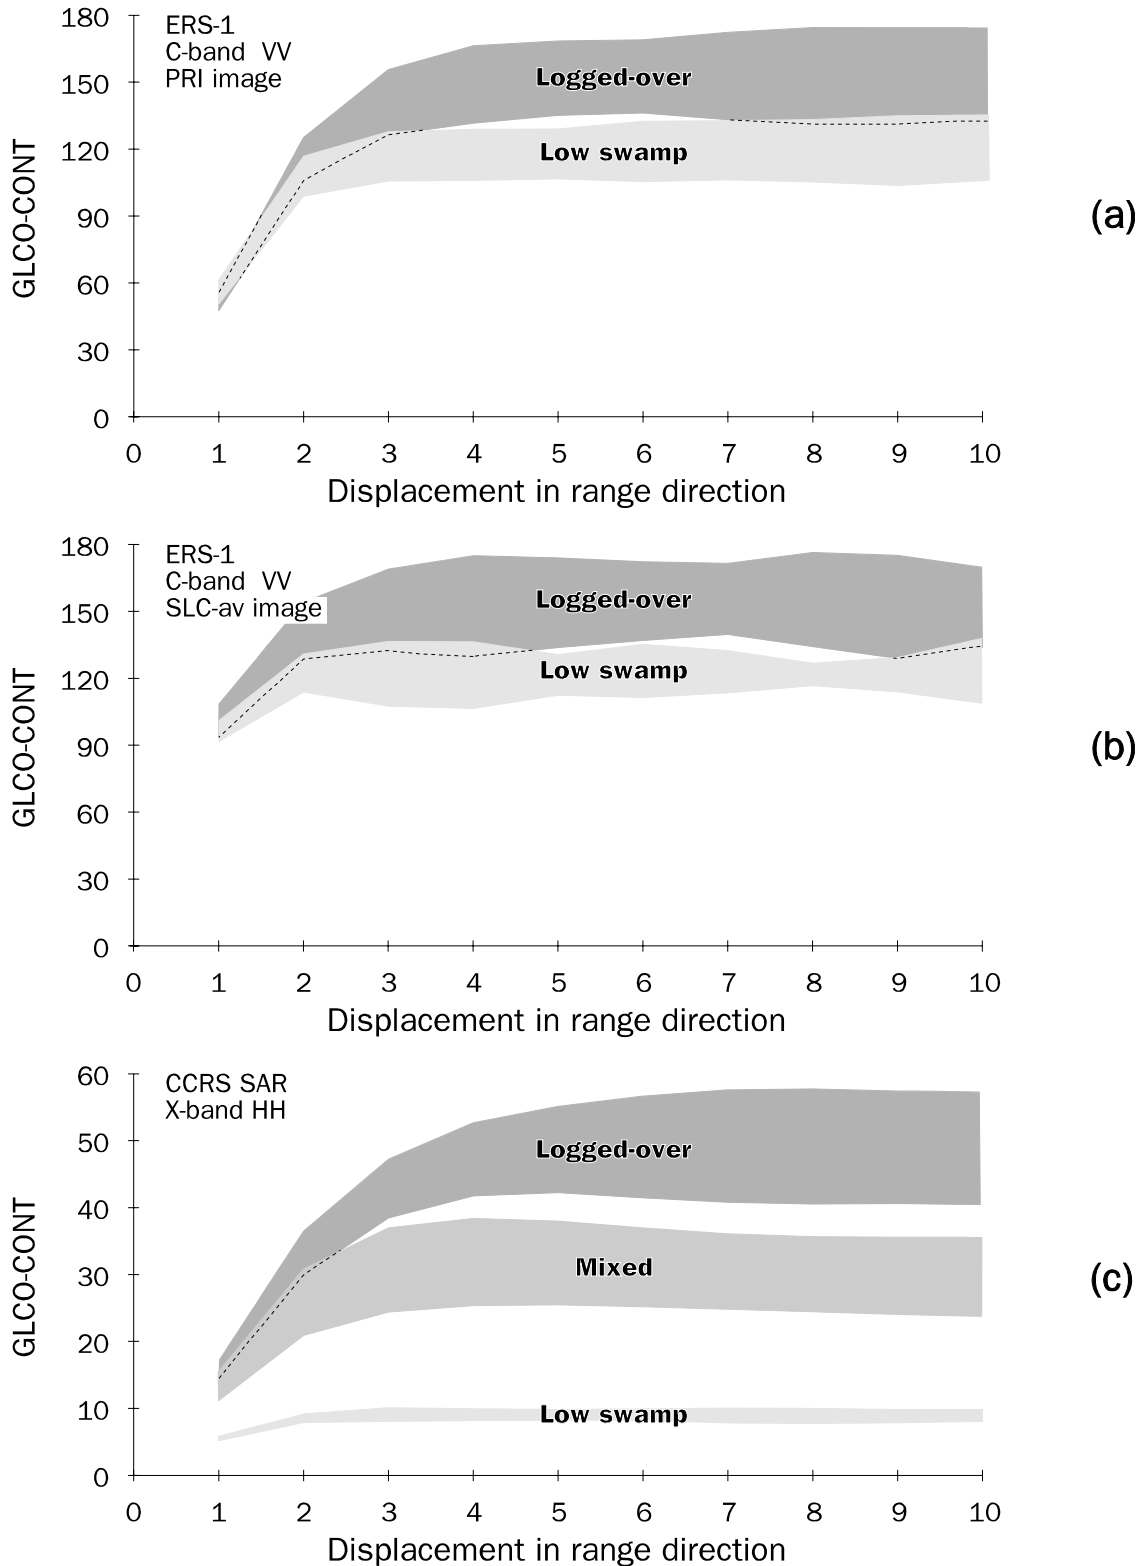 180
ERS-1
C-band VV
PRI image
150
Logged-over
120
Low swamp
90
60
30
0
GLCO-CONT
(a)
0 1 2 3 4 5 6 7 8 9 10
Displacement in range direction
180
ERS-1
C-band VV
SLC-av image
150
Logged-over
120
Low swamp
90
60
30
0
GLCO-CONT
(b)
0 1 2 3 4 5 6 7 8 9 10
Displacement in range direction
60
CCRS SAR
X-band HH
50
Logged-over
40
30
Mixed
20
10
Low swamp
0
GLCO-CONT
(c)
0 1 2 3 4 5 6 7 8 9 10
Displacement in range direction